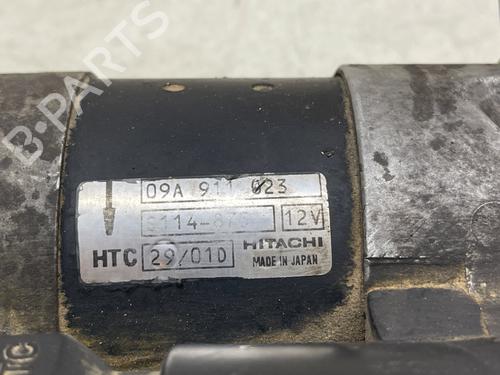 B-PARTS
09A 911 023
12V
HTC 29/01D HITACHI
MADE IN JAPAN